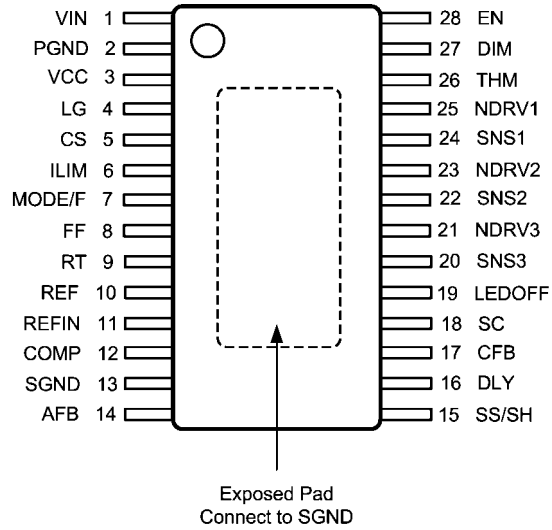 VIN 1 28 EN
PGND 2 27 DIM
VCC 3 26 THM
LG 4 25 NDRV1
CS 5 24 SNS1
ILIM 6 23 NDRV2
MODE/F 7 22 SNS2
FF 8 21 NDRV3
RT 9 20 SNS3
REF 10 19 LEDOFF
REFIN 11 18 SC
COMP 12 17 CFB
SGND 13 16 DLY
AFB 14 15 SS/SH
Exposed Pad
Connect to SGND